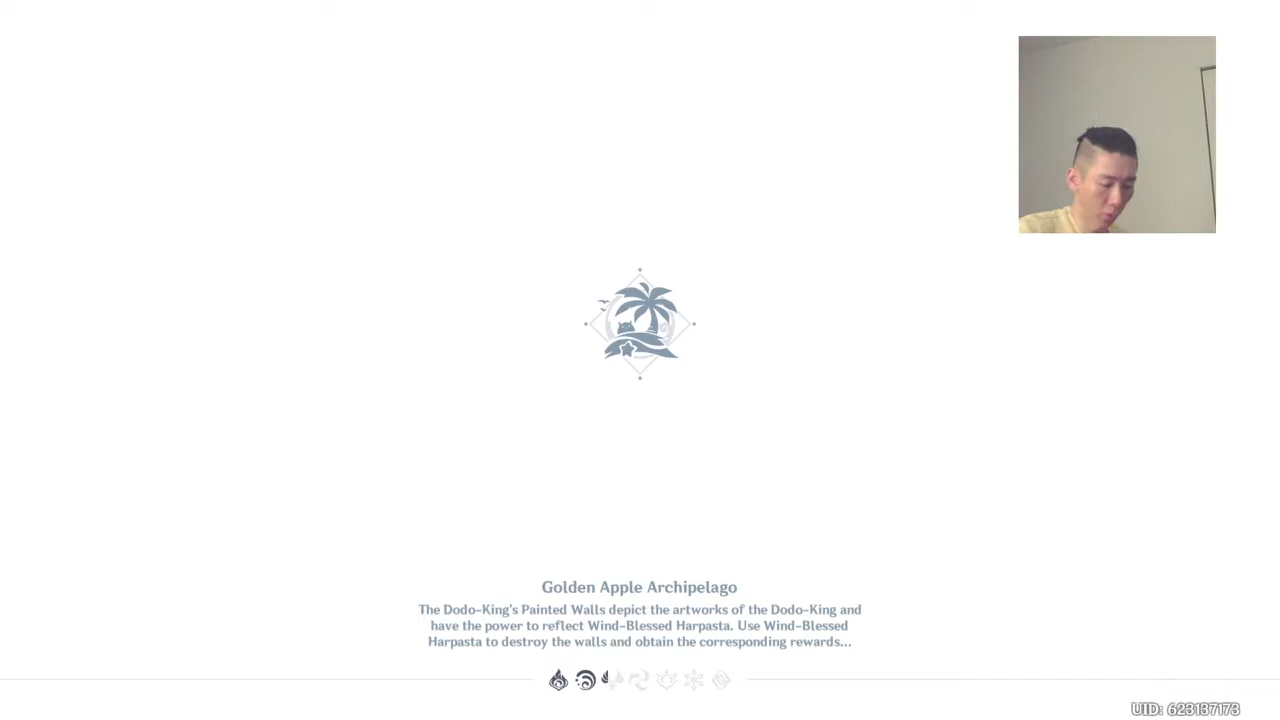 Golden Apple Archipelago
The Dodo-King's Painted Walls depict the artworks of the Dodo-King and
have the power to reflect Wind-Blessed Harpasta. Use Wind-Blessed
Harpasta to destroy the walls and obtain the corresponding rewards...
UID: 623137173